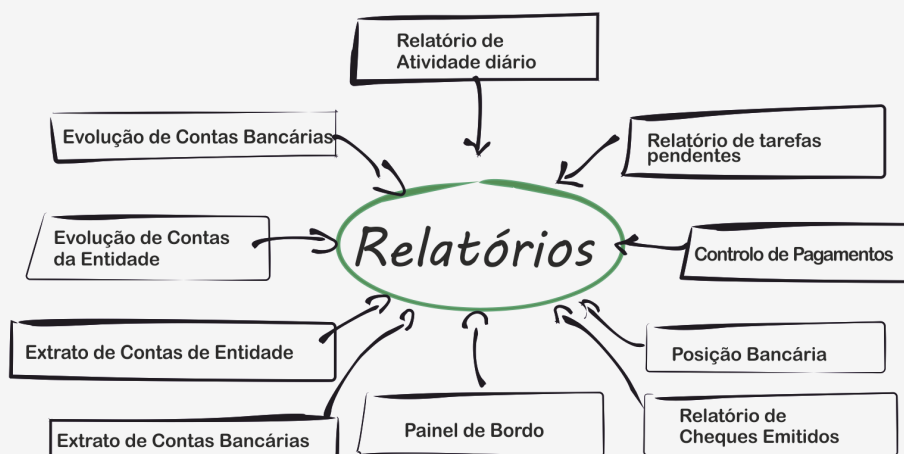 Relatório de
Atividade diário
Evolução de Contas Bancárias
Relatório de tarefas
pendentes
Evolução de Contas
da Entidade
Relatórios
Controlo de Pagamentos
Extrato de Contas de Entidade
Posição Bancária
Extrato de Contas Bancárias
Painel de Bordo
Relatório de
Cheques Emitidos